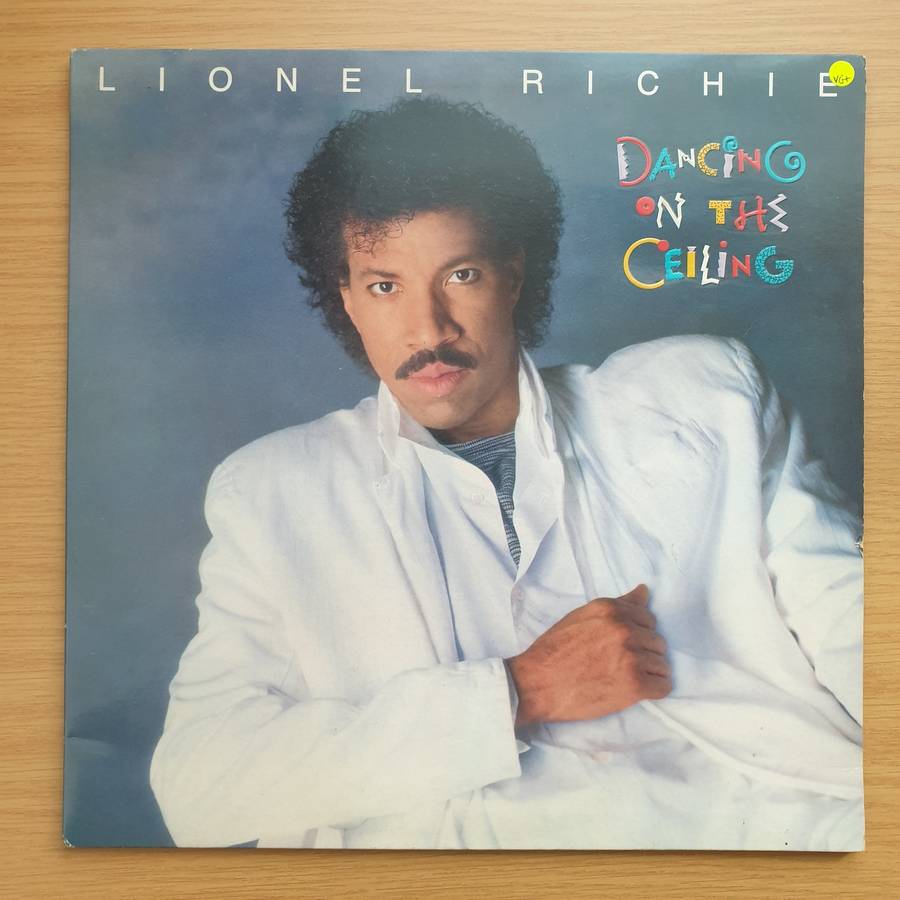 LIONEL RICHIE
VG+
DANCiNG
ON THE
CEILiNG